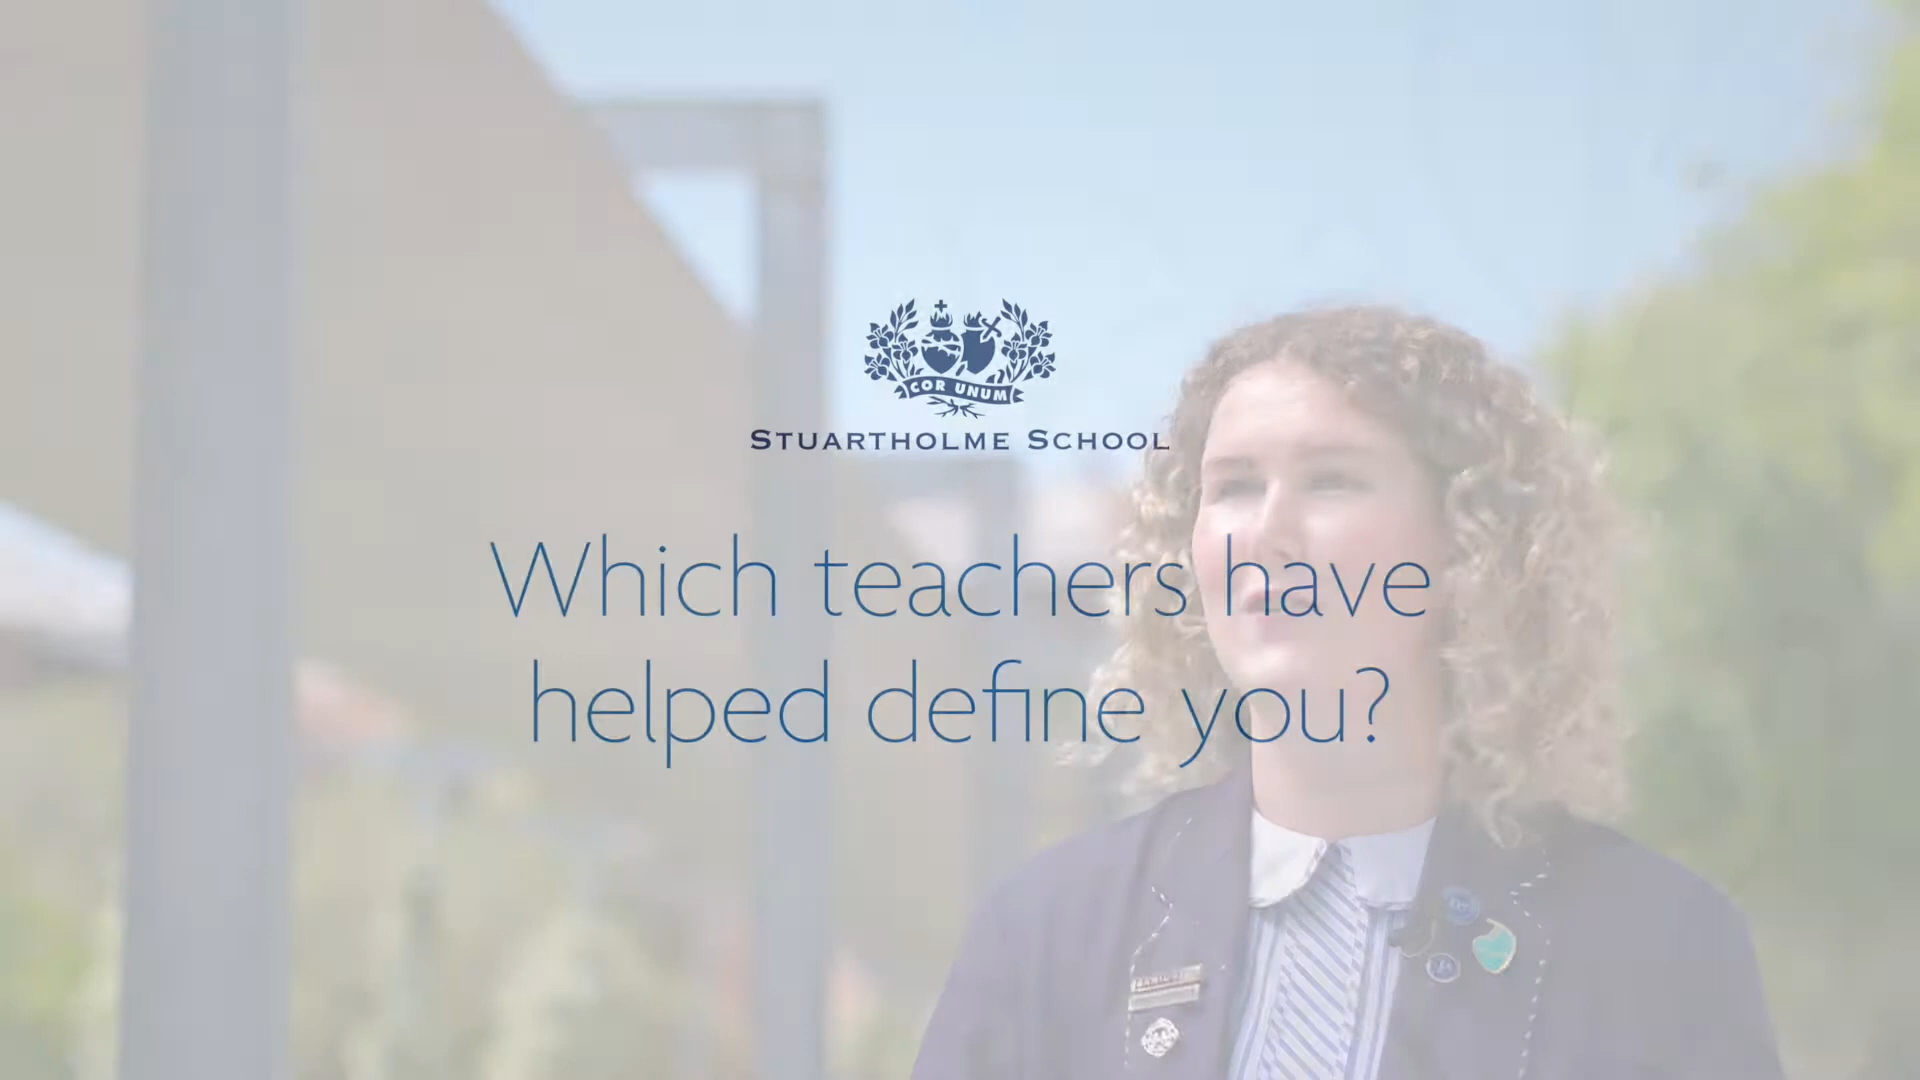 COR UNUM
STUARTHOLME SCHOOL
Which teachers have
helped define you?